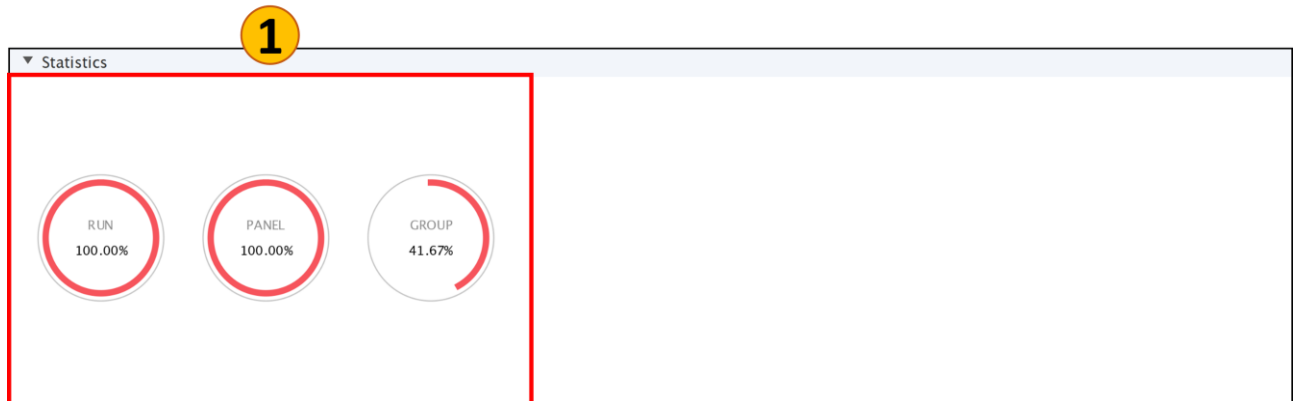 1
Statistics
RUN
100.00%
PANEL
100.00%
GROUP
41.67%